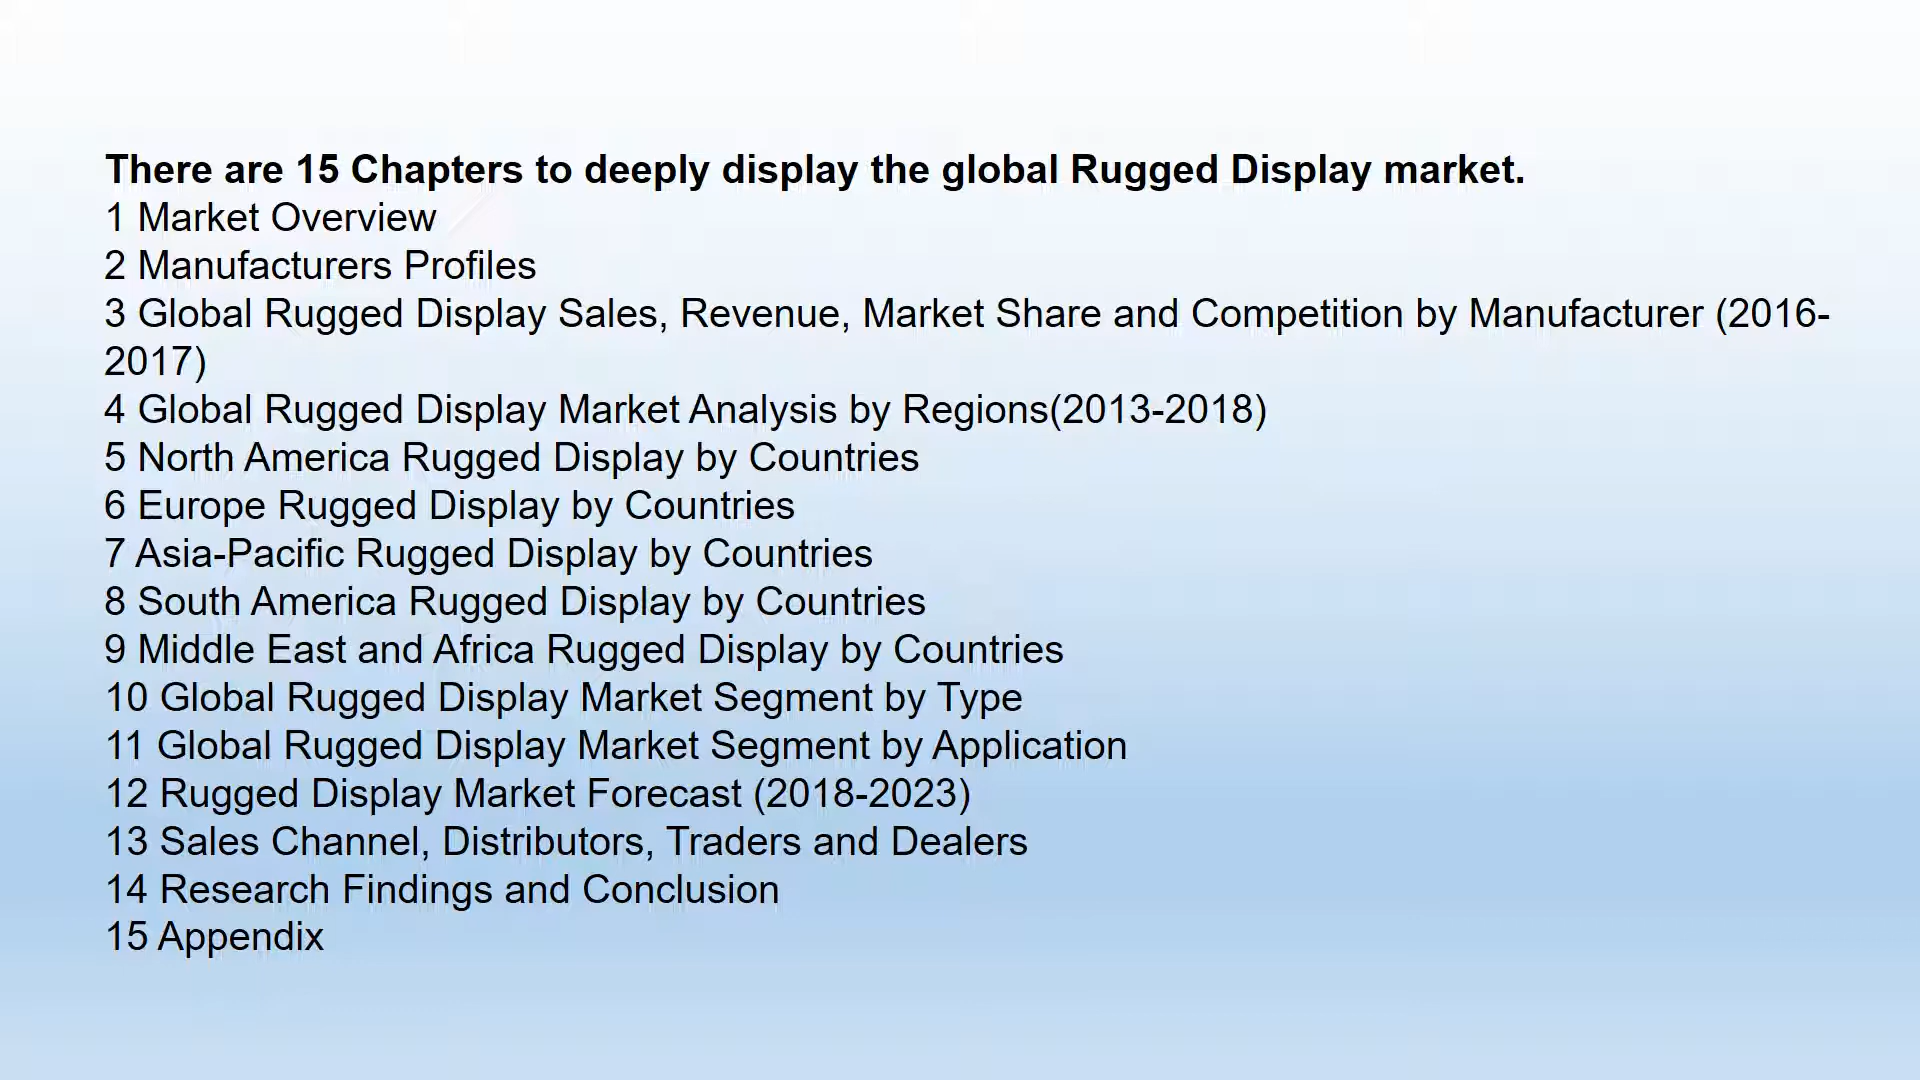 There are 15 Chapters to deeply display the global Rugged Display market.
1 Market Overview
2 Manufacturers Profiles
3 Global Rugged Display Sales, Revenue, Market Share and Competition by Manufacturer (2016-
2017)
4 Global Rugged Display Market Analysis by Regions(2013-2018)
5 North America Rugged Display by Countries
6 Europe Rugged Display by Countries
7 Asia-Pacific Rugged Display by Countries
8 South America Rugged Display by Countries
9 Middle East and Africa Rugged Display by Countries
10 Global Rugged Display Market Segment by Type
11 Global Rugged Display Market Segment by Application
12 Rugged Display Market Forecast (2018-2023)
13 Sales Channel, Distributors, Traders and Dealers
14 Research Findings and Conclusion
15 Appendix